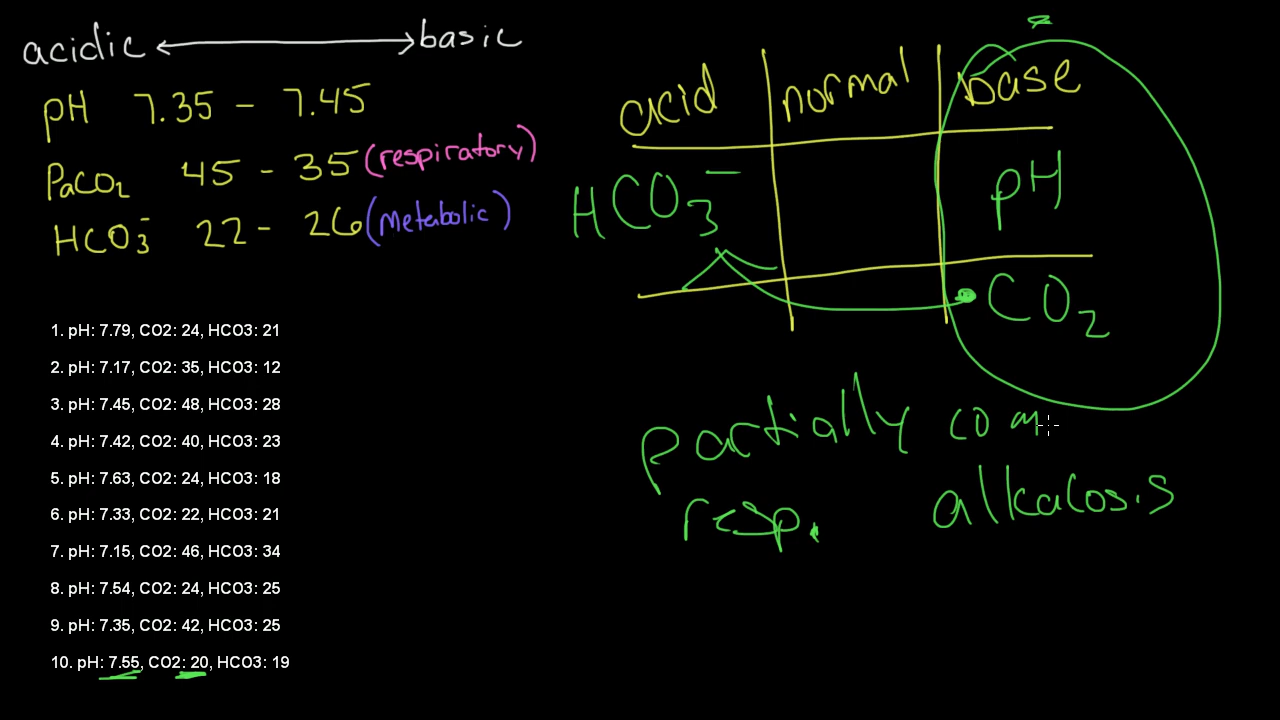 acidic basic
pH 7.35 - 7.45
PaCO2 45 - 35 (respiratory)
HCO3- 22 - 26 (Metabolic)
acid normal base
HCO3- pH
CO2
partially com
resp. alkalosis
1. pH: 7.79, CO2: 24, HCO3: 21
2. pH: 7.17, CO2: 35, HCO3: 12
3. pH: 7.45, CO2: 48, HCO3: 28
4. pH: 7.42, CO2: 40, HCO3: 23
5. pH: 7.63, CO2: 24, HCO3: 18
6. pH: 7.33, CO2: 22, HCO3: 21
7. pH: 7.15, CO2: 46, HCO3: 34
8. pH: 7.54, CO2: 24, HCO3: 25
9. pH: 7.35, CO2: 42, HCO3: 25
10. pH: 7.55, CO2: 20, HCO3: 19